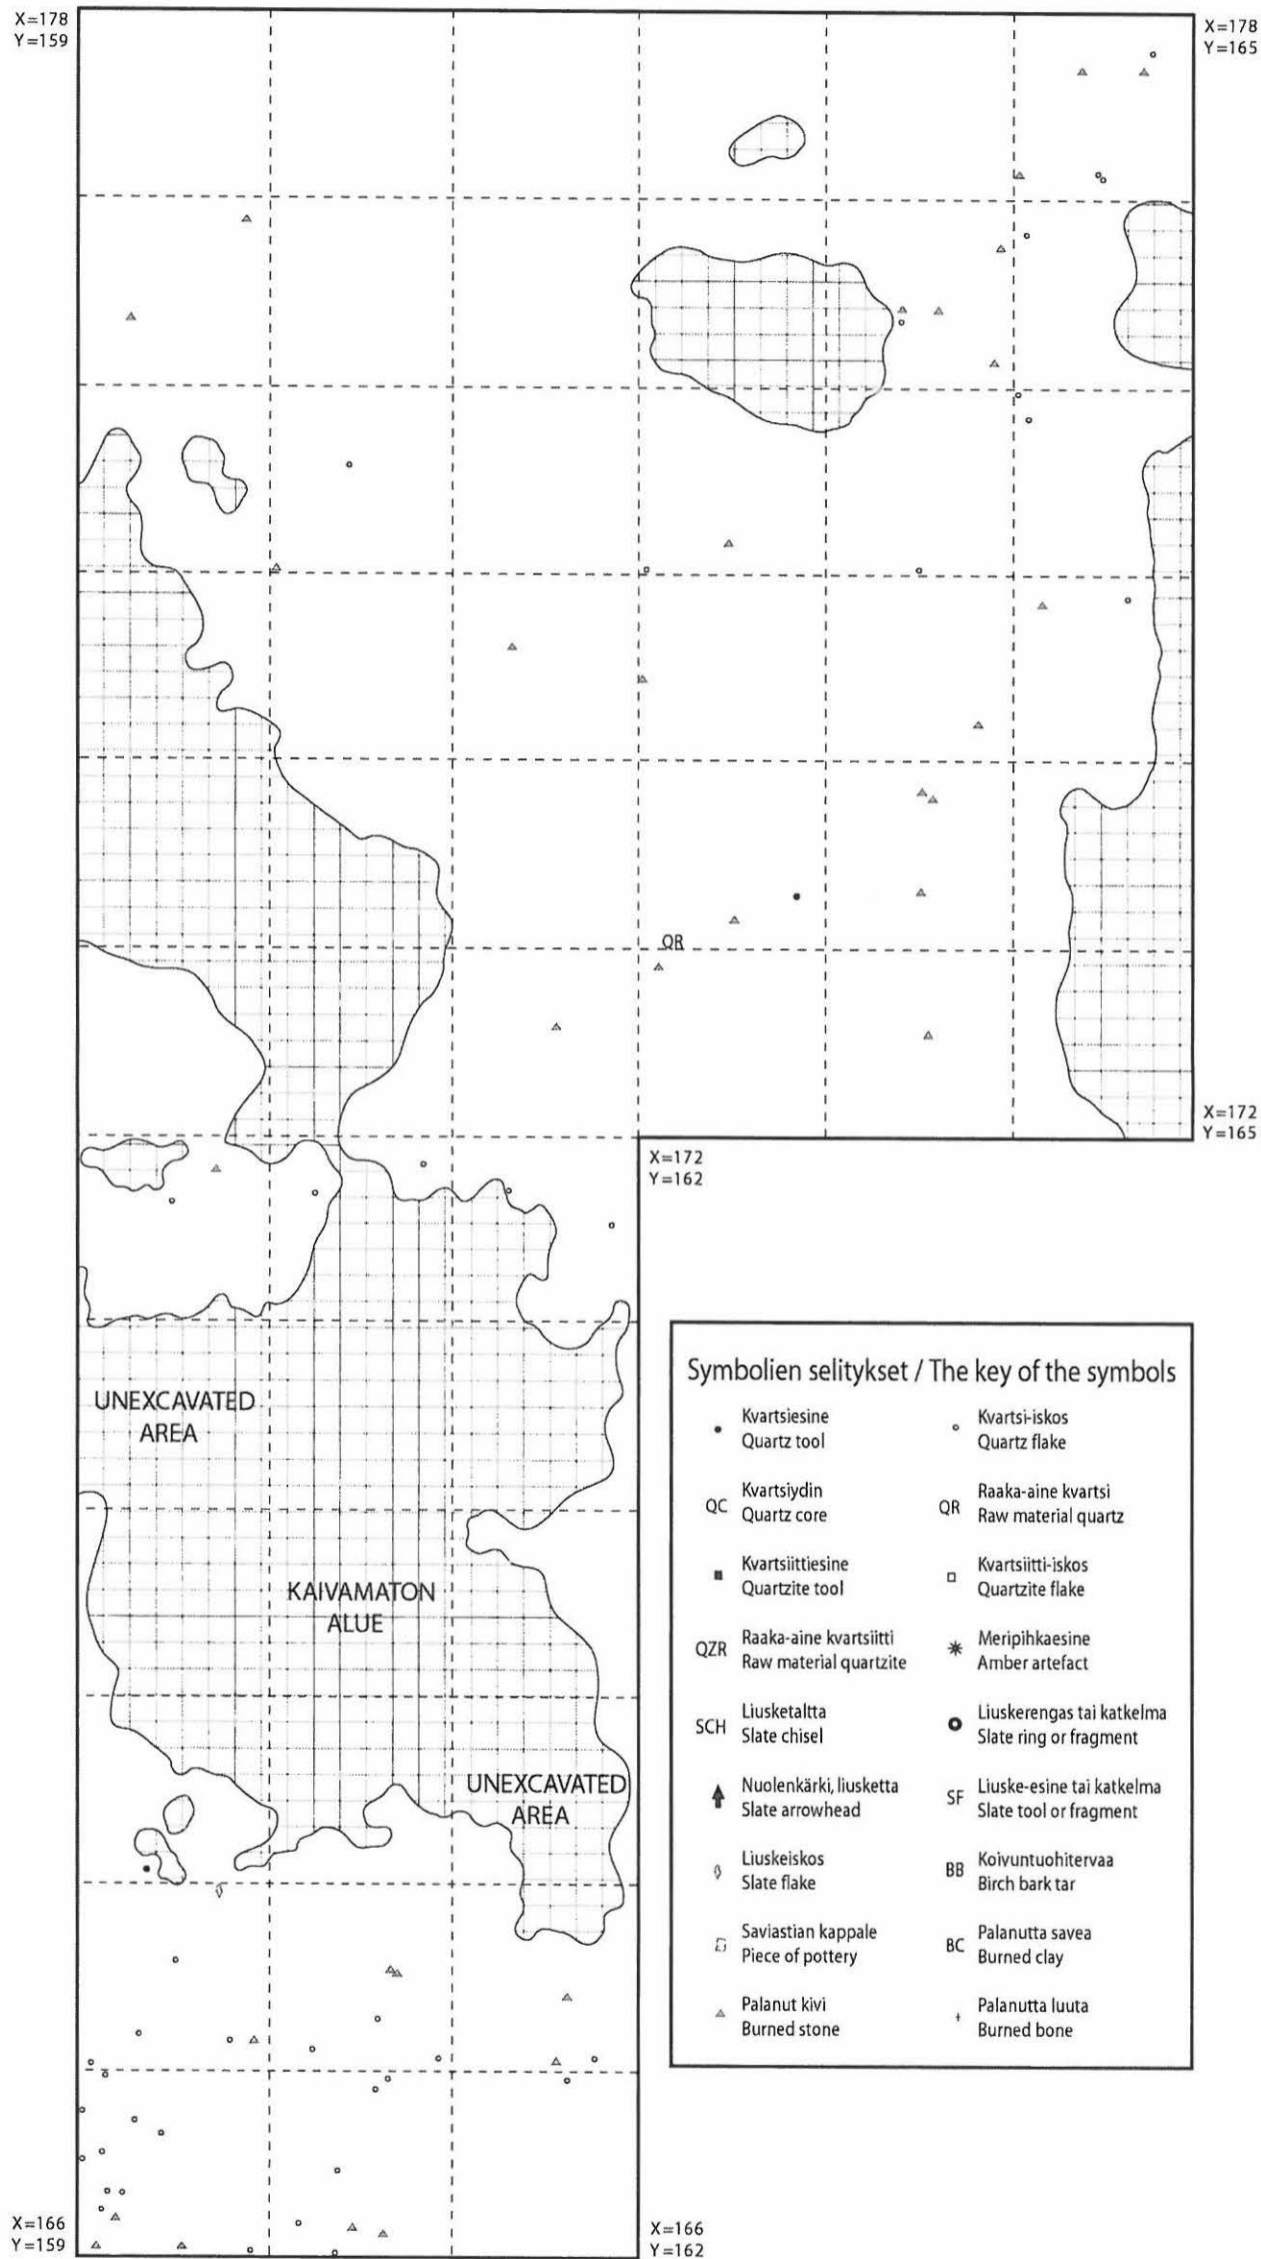 X=178
Y=159
X=178
Y=165
QR
X=172
Y=165
X=172
Y=162
UNEXCAVATED
AREA
KAIVAMATON
ALUE
UNEXCAVATED
AREA
Symbolien selitykset / The key of the symbols
Kvartsiesine
Quartz tool
Kvartsi-iskos
Quartz flake
QC
Kvartsiydin
Quartz core
QR
Raaka-aine kvartsi
Raw material quartz
Kvartsiittiesine
Quartzite tool
Kvartsiitti-iskos
Quartzite flake
QZR
Raaka-aine kvartsiitti
Raw material quartzite
Meripihkaesine
Amber artefact
SCH
Liusketaltta
Slate chisel
Liuskerengas tai katkelma
Slate ring or fragment
Nuolenkärki, liusketta
Slate arrowhead
SF
Liuske-esine tai katkelma
Slate tool or fragment
Liuskeiskos
Slate flake
BB
Koivuntuohitervaa
Birch bark tar
Saviastian kappale
Piece of pottery
BC
Palanutta savea
Burned clay
Palanut kivi
Burned stone
Palanutta luuta
Burned bone
X=166
Y=159
X=166
Y=162